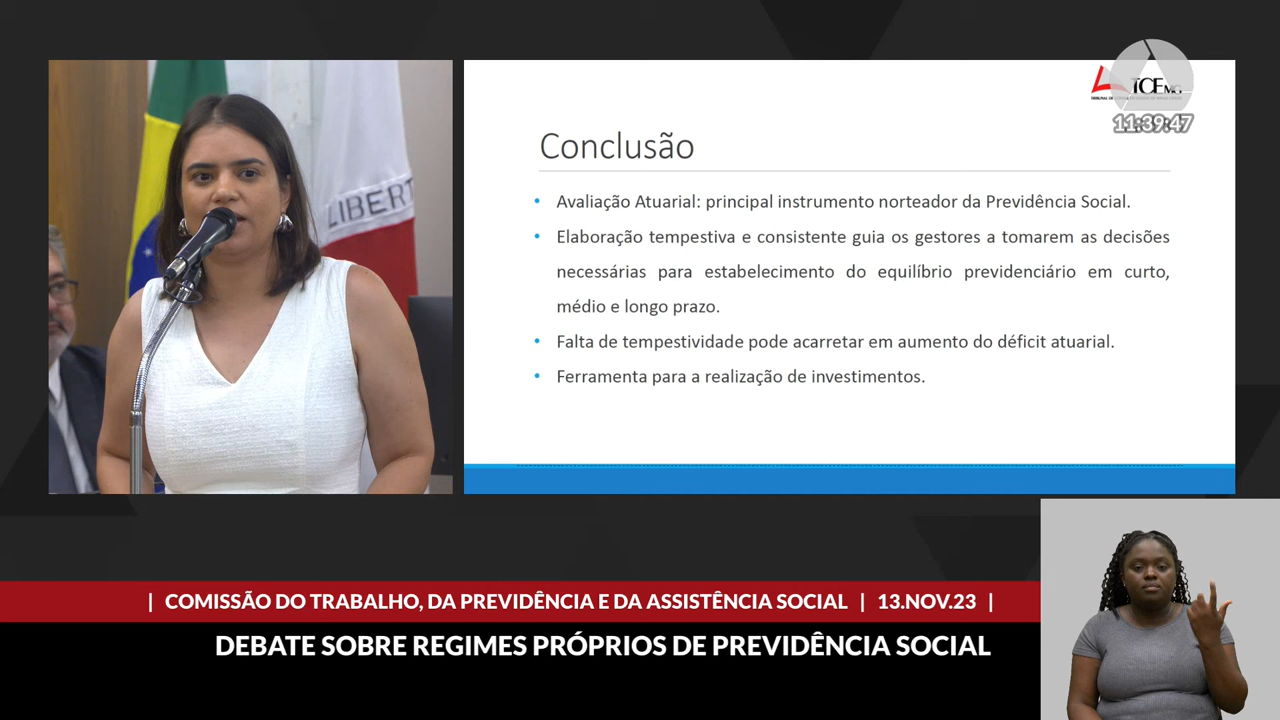 LIBERT
TCEMG
11:39:47
Conclusão
• Avaliação Atuarial: principal instrumento norteador da Previdência Social.
• Elaboração tempestiva e consistente guia os gestores a tomarem as decisões
necessárias para estabelecimento do equilíbrio previdenciário em curto,
médio e longo prazo.
• Falta de tempestividade pode acarretar em aumento do déficit atuarial.
• Ferramenta para a realização de investimentos.
| COMISSÃO DO TRABALHO, DA PREVIDÊNCIA E DA ASSISTÊNCIA SOCIAL | 13.NOV.23 |
DEBATE SOBRE REGIMES PRÓPRIOS DE PREVIDÊNCIA SOCIAL